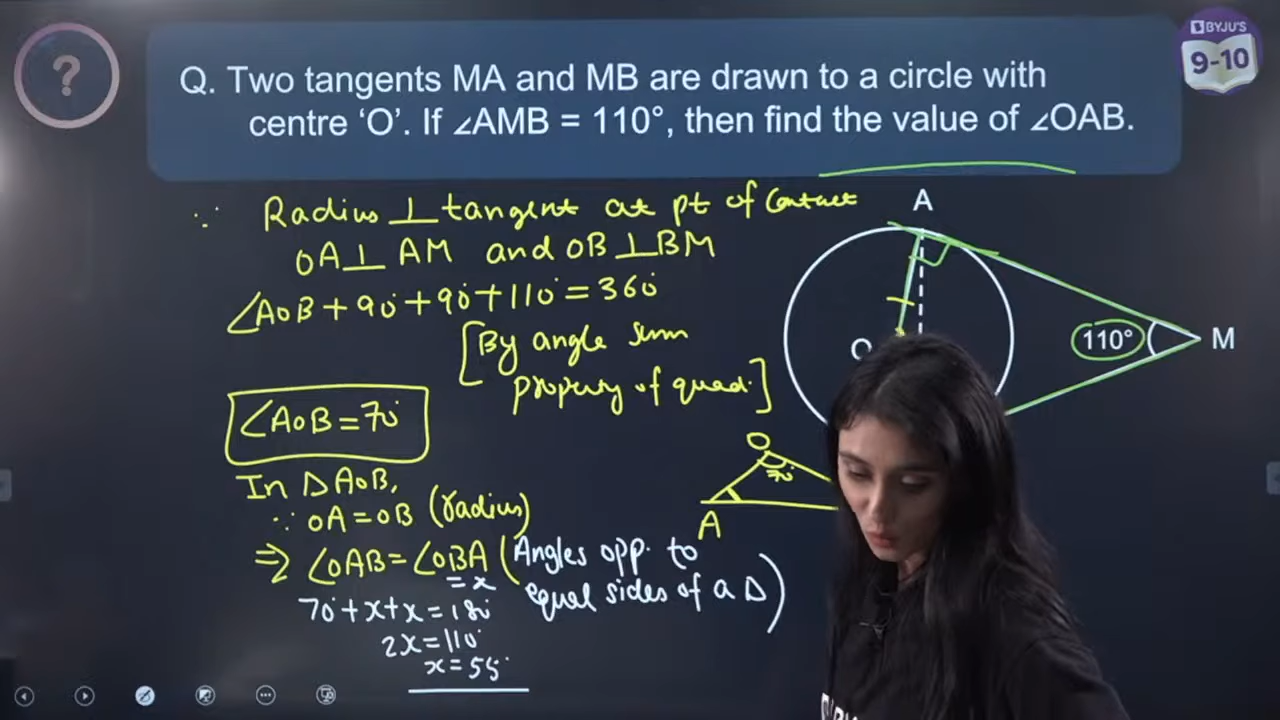 ?
BYJU'S
9-10
Q. Two tangents MA and MB are drawn to a circle with
centre ‘O’. If ∠AMB = 110°, then find the value of ∠OAB.
∵ Radius ⊥ tangent at pt of Contact
OA ⊥ AM and OB ⊥ BM
∠AOB + 90° + 90° + 110° = 360°
[By angle sum
property of quad.]
∠AOB = 70°
In ΔAOB,
∵ OA = OB (radius)
⇒ ∠OAB = ∠OBA (Angles opp. to
equal sides of a Δ)
= x
70° + x + x = 180°
2x = 110°
x = 55°
A
110°
M
O
O
70°
A